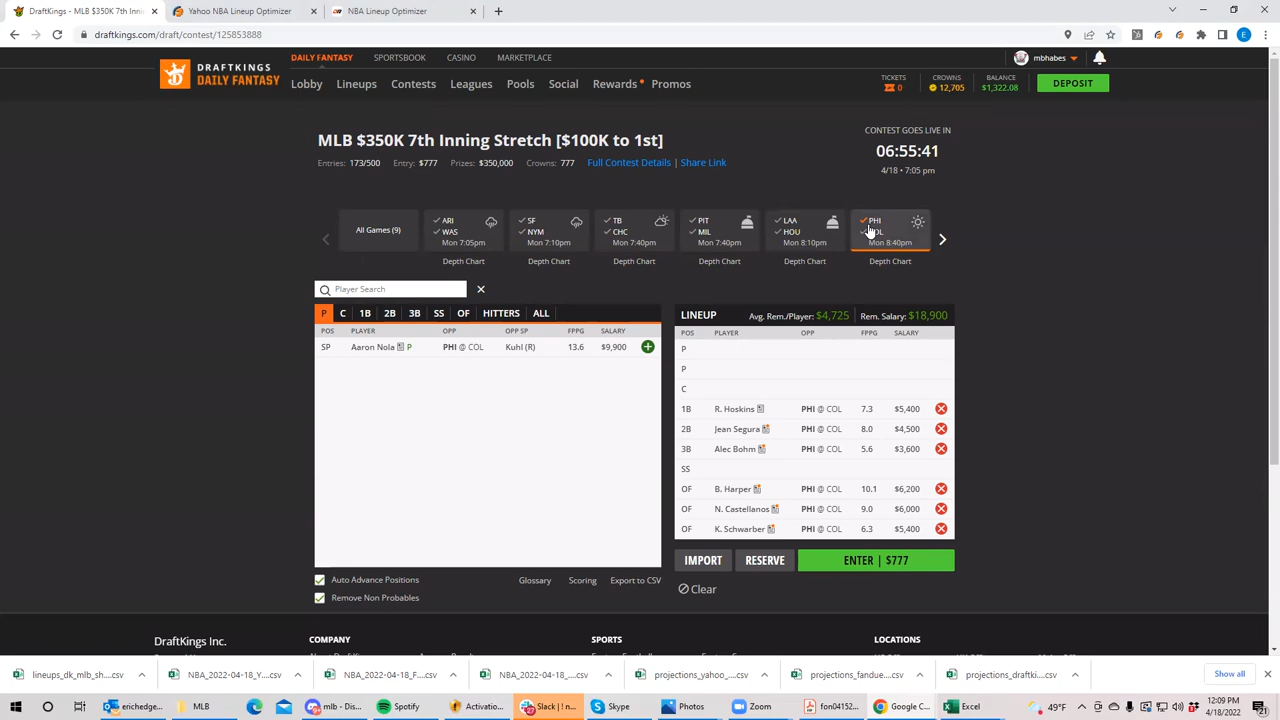 DraftKings - MLB $350K 7th Inning S
Yahoo NBA Lineup Optimizer
NBA Lineup Optimizer
draftkings.com/draft/contest/125853888
E
DRAFTKINGS
DAILY FANTASY
DAILY FANTASY SPORTSBOOK CASINO MARKETPLACE
mbhabes
Lobby Lineups Contests Leagues Pools Social Rewards Promos
TICKETS
0
CROWNS
12,705
BALANCE
$1,322.08
DEPOSIT
MLB $350K 7th Inning Stretch [$100K to 1st]
Entries: 173/500 Entry: $777 Prizes: $350,000 Crowns: 777 Full Contest Details | Share Link
CONTEST GOES LIVE IN
06:55:41
4/18 • 7:05 pm
All Games (9)
ARI
WAS
Mon 7:05pm
Depth Chart
SF
NYM
Mon 7:10pm
Depth Chart
TB
CHC
Mon 7:40pm
Depth Chart
PIT
MIL
Mon 7:40pm
Depth Chart
LAA
HOU
Mon 8:10pm
Depth Chart
PHI
COL
Mon 8:40pm
Depth Chart
Player Search
P C 1B 2B 3B SS OF HITTERS ALL
POS PLAYER OPP OPP SP FPPG SALARY
SP Aaron Nola P PHI @ COL Kuhl (R) 13.6 $9,900
LINEUP Avg. Rem./Player: $4,725 Rem. Salary: $18,900
POS PLAYER OPP FPPG SALARY
P
P
C
1B R. Hoskins PHI @ COL 7.3 $5,400
2B Jean Segura PHI @ COL 8.0 $4,500
3B Alec Bohm PHI @ COL 5.6 $3,600
SS
OF B. Harper PHI @ COL 10.1 $6,200
OF N. Castellanos PHI @ COL 9.0 $6,000
OF K. Schwarber PHI @ COL 6.3 $5,400
IMPORT RESERVE ENTER | $777
Clear
Auto Advance Positions
Remove Non Probables
Glossary Scoring Export to CSV
DraftKings Inc.
COMPANY
SPORTS
LOCATIONS
lineups_dk_mlb_sh....csv
NBA_2022-04-18_Y....csv
NBA_2022-04-18_F....csv
NBA_2022-04-18_....csv
projections_yahoo_....csv
projections_fandue....csv
projections_draftki....csv
Show all
erichedge...
MLB
mlb - Dis...
Spotify
Activation...
Slack | ! n...
Skype
Photos
Zoom
fon04152...
Google C...
Excel
49°F
12:09 PM
4/18/2022